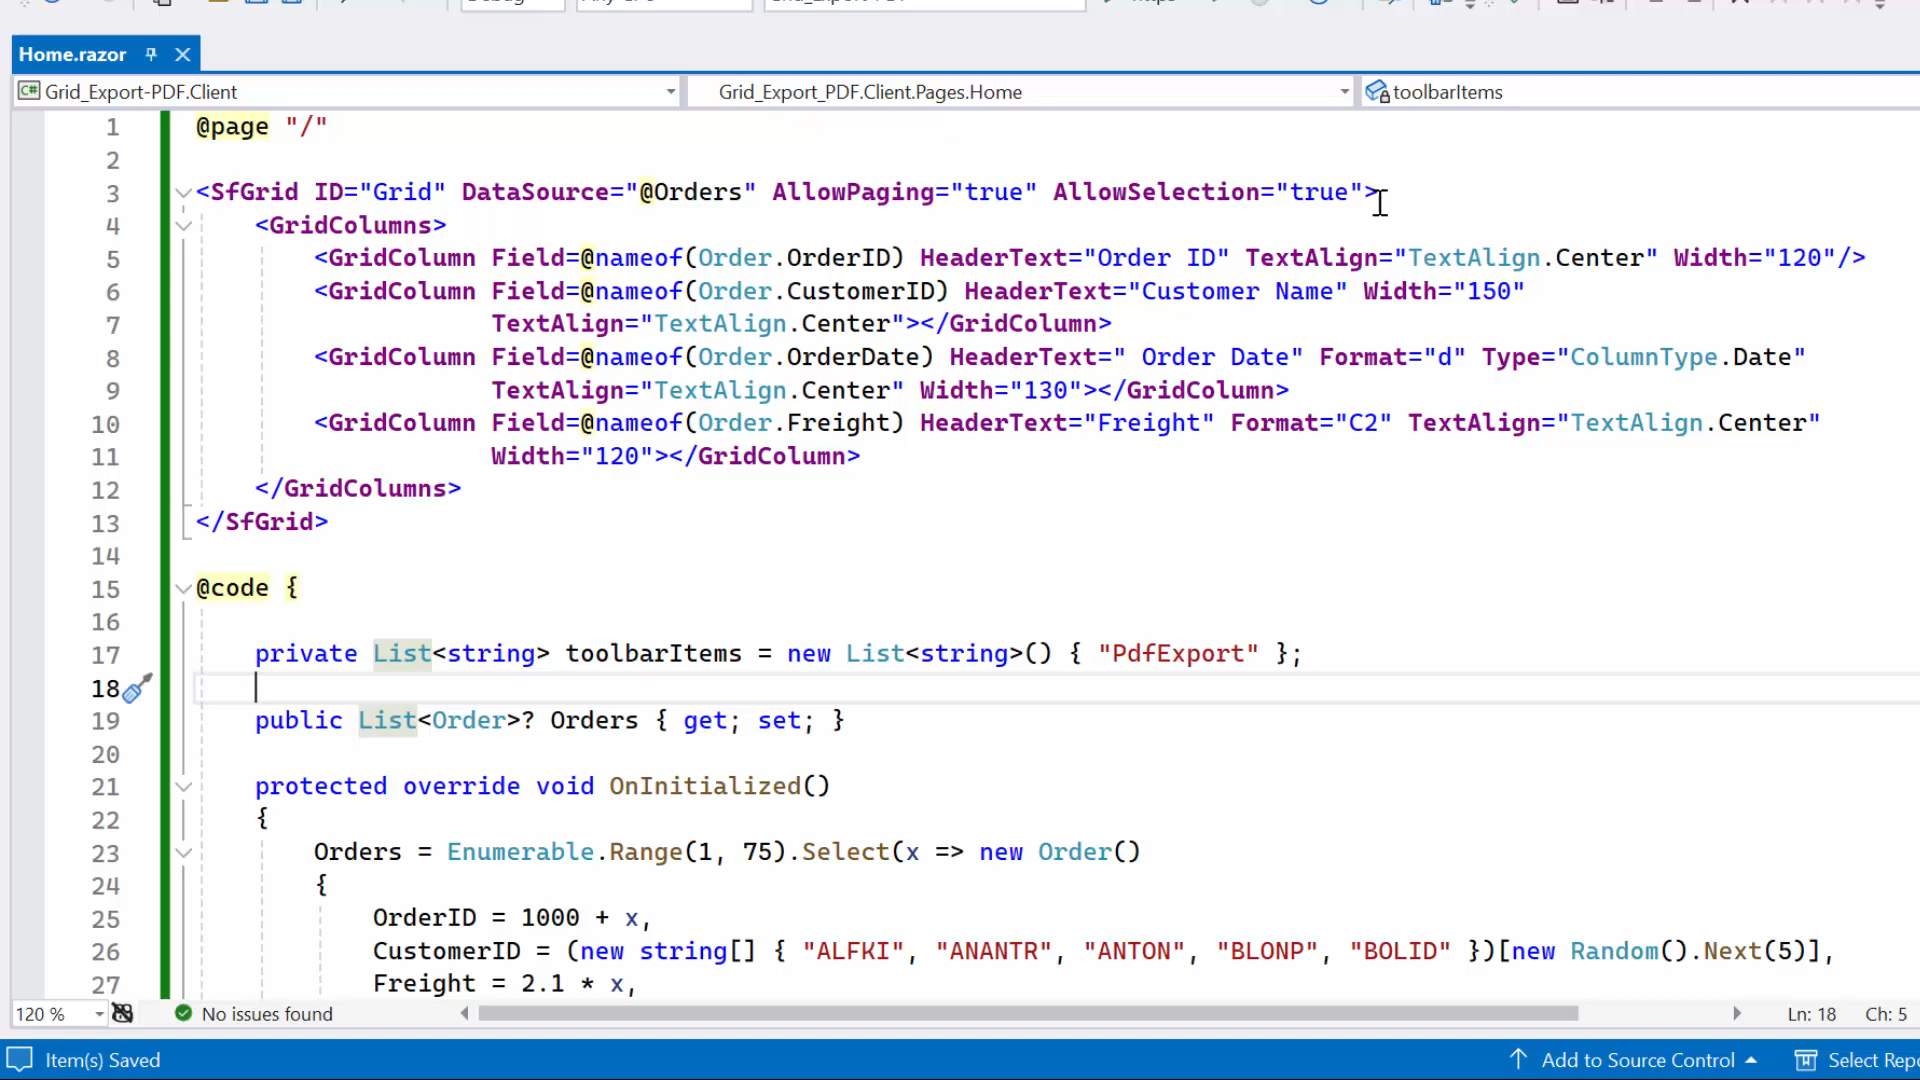 Home.razor
Grid_Export-PDF.Client
Grid_Export_PDF.Client.Pages.Home
toolbarItems
1 @page "/"
2
3 <SfGrid ID="Grid" DataSource="@Orders" AllowPaging="true" AllowSelection="true">
4 <GridColumns>
5 <GridColumn Field=@nameof(Order.OrderID) HeaderText="Order ID" TextAlign="TextAlign.Center" Width="120"/>
6 <GridColumn Field=@nameof(Order.CustomerID) HeaderText="Customer Name" Width="150"
7 TextAlign="TextAlign.Center"></GridColumn>
8 <GridColumn Field=@nameof(Order.OrderDate) HeaderText=" Order Date" Format="d" Type="ColumnType.Date"
9 TextAlign="TextAlign.Center" Width="130"></GridColumn>
10 <GridColumn Field=@nameof(Order.Freight) HeaderText="Freight" Format="C2" TextAlign="TextAlign.Center"
11 Width="120"></GridColumn>
12 </GridColumns>
13 </SfGrid>
14
15 @code {
16
17 private List<string> toolbarItems = new List<string>() { "PdfExport" };
18
19 public List<Order>? Orders { get; set; }
20
21 protected override void OnInitialized()
22 {
23 Orders = Enumerable.Range(1, 75).Select(x => new Order()
24 {
25 OrderID = 1000 + x,
26 CustomerID = (new string[] { "ALFKI", "ANANTR", "ANTON", "BLONP", "BOLID" })[new Random().Next(5)],
27 Freight = 2.1 * x,
120 %
No issues found
Ln: 18
Ch: 5
Item(s) Saved
Add to Source Control
Select Repo